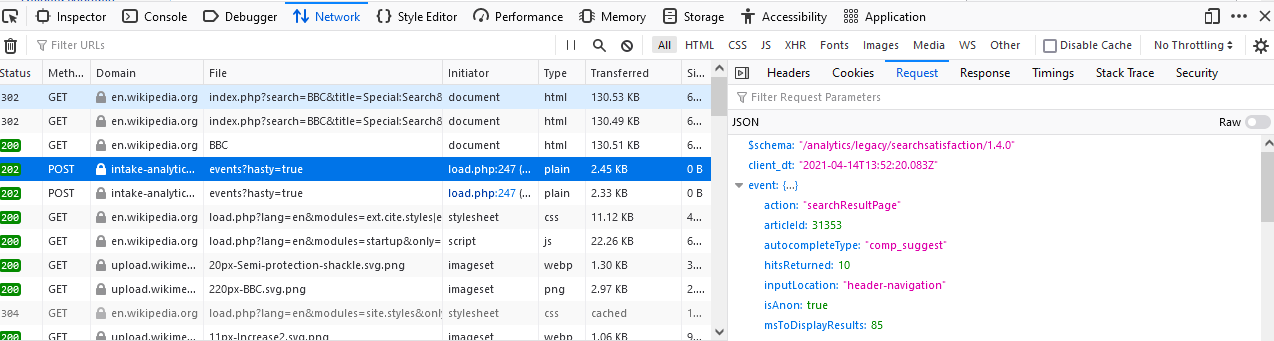 Inspector Console Debugger Network Style Editor Performance Memory Storage Accessibility Application
Filter URLs All HTML CSS JS XHR Fonts Images Media WS Other Disable Cache No Throttling
Status Meth... Domain File Initiator Type Transferred Si...
302 GET en.wikipedia.org index.php?search=BBC&title=Special:Search& document html 130.53 KB 6...
302 GET en.wikipedia.org index.php?search=BBC&title=Special:Search& document html 130.49 KB 6...
200 GET en.wikipedia.org BBC document html 130.51 KB 6...
202 POST intake-analytic... events?hasty=true load.php:247 (... plain 2.45 KB 0 B
202 POST intake-analytic... events?hasty=true load.php:247 (... plain 2.33 KB 0 B
200 GET en.wikipedia.org load.php?lang=en&modules=ext.cite.styles|e stylesheet css 11.12 KB 4...
200 GET en.wikipedia.org load.php?lang=en&modules=startup&only= script js 22.26 KB 6...
200 GET upload.wikime... 20px-Semi-protection-shackle.svg.png imageset webp 1.30 KB 3...
200 GET upload.wikime... 220px-BBC.svg.png imageset png 2.97 KB 2....
304 GET en.wikipedia.org load.php?lang=en&modules=site.styles&only stylesheet css cached 1...
200 GET upload.wikime... 11px-Increase2.svg.png imageset webp 1.06 KB 9...
Headers Cookies Request Response Timings Stack Trace Security
Filter Request Parameters
JSON Raw
$schema: "/analytics/legacy/searchsatisfaction/1.4.0"
client_dt: "2021-04-14T13:52:20.083Z"
event: {...}
action: "searchResultPage"
articleId: 31353
autocompleteType: "comp_suggest"
hitsReturned: 10
inputLocation: "header-navigation"
isAnon: true
msToDisplayResults: 85